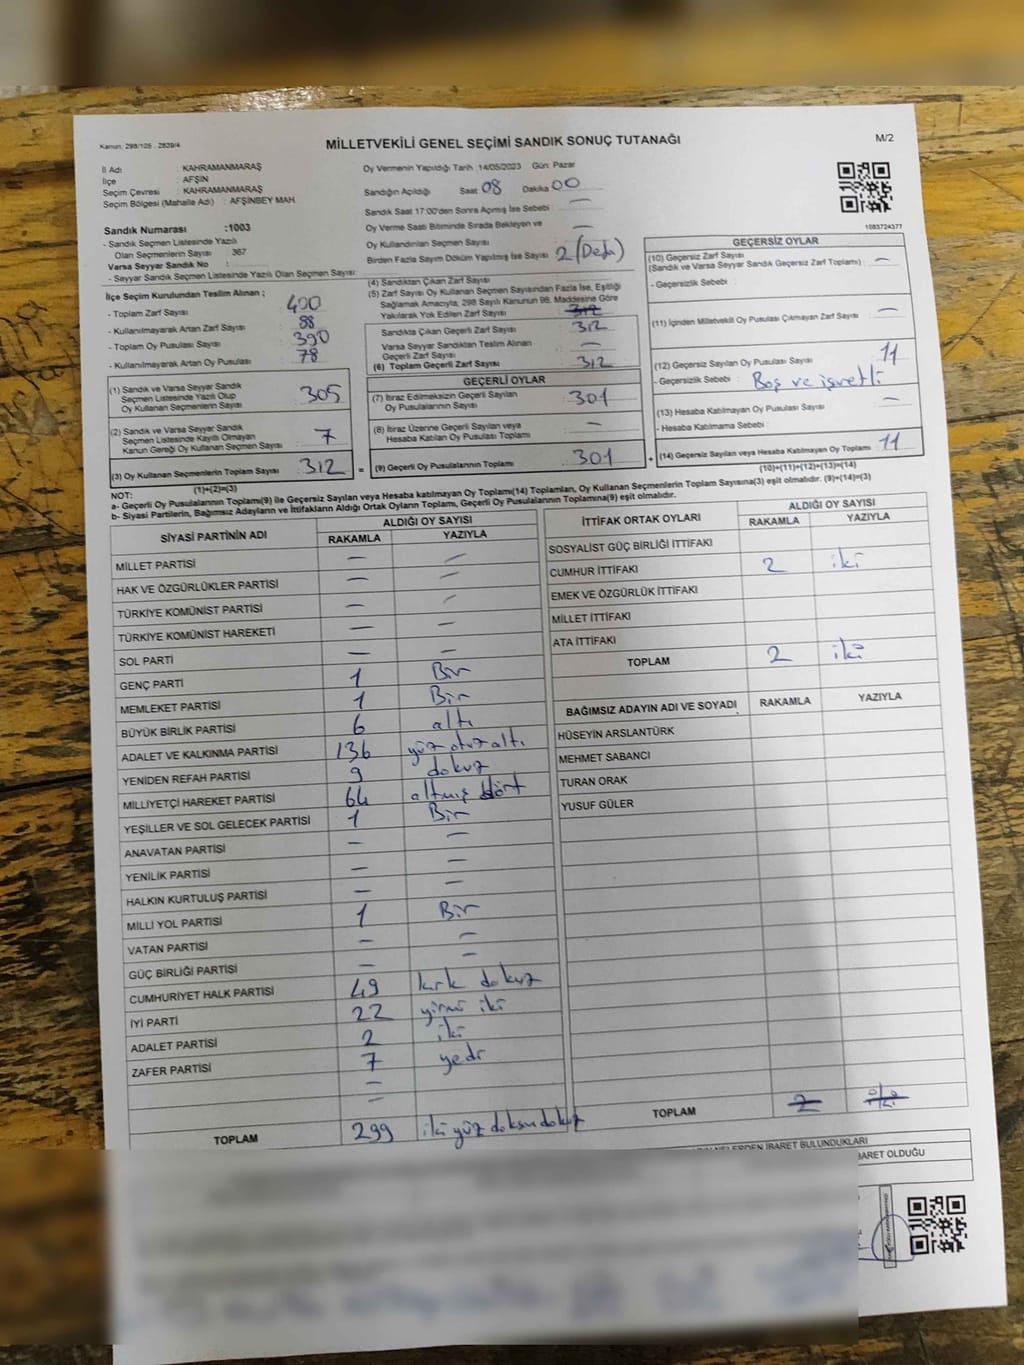 Kanun, 298/105 , 2839/4
MİLLETVEKİLİ GENEL SEÇİMİ SANDIK SONUÇ TUTANAĞI
M/2
İl Adı : KAHRAMANMARAŞ
İlçe : AFŞİN
Seçim Çevresi : KAHRAMANMARAŞ
Seçim Bölgesi (Mahalle Adı) : AFŞİNBEY MAH.
Sandık Numarası :1003
- Sandık Seçmen Listesinde Yazılı
Olan Seçmenlerin Sayısı : 367
Varsa Seyyar Sandık No :
- Seyyar Sandık Seçmen Listesinde Yazılı Olan Seçmen Sayısı:
Oy Vermenin Yapıldığı Tarih :14/05/2023 Gün: Pazar
Sandığın Açıldığı Saat 08 Dakika 00
Sandık Saat 17:00'den Sonra Açmış İse Sebebi : —
Oy Verme Saati Bitiminde Sırada Bekleyen ve
Oy Kullandırılan Seçmen Sayısı —
Birden Fazla Sayım Döküm Yapılmış İse Sayısı : 2 (Defa)
1083724377
İlçe Seçim Kurulundan Teslim Alınan ;
- Toplam Zarf Sayısı : 400
- Kullanılmayarak Artan Zarf Sayısı : 88
- Toplam Oy Pusulası Sayısı : 390
- Kullanılmayarak Artan Oy Pusulası : 78
(1) Sandık ve Varsa Seyyar Sandık
Seçmen Listesinde Yazılı Olup
Oy Kullanan Seçmenlerin Sayısı : 305
(2) Sandık ve Varsa Seyyar Sandık
Seçmen Listesinde Kayıtlı Olmayan
Kanun Gereği Oy Kullanan Seçmen Sayısı : 7
(3) Oy Kullanan Seçmenlerin Toplam Sayısı : 312
(1)+(2)=(3)
(4) Sandıktan Çıkan Zarf Sayısı
(5) Zarf Sayısı Oy Kullanan Seçmen Sayısından Fazla İse, Eşitliği
Sağlamak Amacıyla, 298 Sayılı Kanunun 98. Maddesine Göre
Yakılarak Yok Edilen Zarf Sayısı : 312
Sandıkta Çıkan Geçerli Zarf Sayısı : 312
Varsa Seyyar Sandıktan Teslim Alınan
Geçerli Zarf Sayısı : —
(6) Toplam Geçerli Zarf Sayısı : 312
GEÇERLİ OYLAR
(7) İtiraz Edilmeksizin Geçerli Sayılan
Oy Pusulalarının Sayısı : 301
(8) İtiraz Üzerine Geçerli Sayılan veya
Hesaba Katılan Oy Pusulası Toplamı : —
= (9) Geçerli Oy Pusulalarının Toplamı : 301 +
GEÇERSİZ OYLAR
(10) Geçersiz Zarf Sayısı
(Sandık ve Varsa Seyyar Sandık Geçersiz Zarf Toplamı) : —
- Geçersizlik Sebebi :
(11) İçinden Milletvekili Oy Pusulası Çıkmayan Zarf Sayısı : —
(12) Geçersiz Sayılan Oy Pusulası Sayısı : 11
- Geçersizlik Sebebi : Boş ve işretli
(13) Hesaba Katılmayan Oy Pusulası Sayısı : —
- Hesaba Katılmama Sebebi :
(14) Geçersiz Sayılan veya Hesaba Katılmayan Oy Toplamı : 11
(10)+(11)+(12)+(13)=(14)
NOT:
a- Geçerli Oy Pusulalarının Toplamı(9) ile Geçersiz Sayılan veya Hesaba katılmayan Oy Toplamı(14) Toplamları, Oy Kullanan Seçmenlerin Toplam Sayısına(3) eşit olmalıdır. (9)+(14)=(3)
b- Siyasi Partilerin, Bağımsız Adayların ve İttifakların Aldığı Ortak Oyların Toplamı, Geçerli Oy Pusulalarının Toplamına(9) eşit olmalıdır.
SİYASİ PARTİNİN ADI ALDIĞI OY SAYISI
RAKAMLA YAZIYLA
MİLLET PARTİSİ — —
HAK VE ÖZGÜRLÜKLER PARTİSİ — —
TÜRKİYE KOMÜNİST PARTİSİ — —
TÜRKİYE KOMÜNİST HAREKETİ —
SOL PARTİ — —
GENÇ PARTİ 1 Bir
MEMLEKET PARTİSİ 1 Bir
BÜYÜK BİRLİK PARTİSİ 6 altı
ADALET VE KALKINMA PARTİSİ 136 yüz otuz altı
YENİDEN REFAH PARTİSİ 9 dokuz
MİLLİYETÇİ HAREKET PARTİSİ 64 altmış dört
YEŞİLLER VE SOL GELECEK PARTİSİ 1 Bir
ANAVATAN PARTİSİ — —
YENİLİK PARTİSİ — —
HALKIN KURTULUŞ PARTİSİ — —
MİLLİ YOL PARTİSİ 1 Bir
VATAN PARTİSİ — —
GÜÇ BİRLİĞİ PARTİSİ — —
CUMHURİYET HALK PARTİSİ 49 kırk dokuz
İYİ PARTİ 22 yirmi iki
ADALET PARTİSİ 2 iki
ZAFER PARTİSİ 7 yedi
—
—
TOPLAM 299 iki yüz doksan dokuz
İTTİFAK ORTAK OYLARI ALDIĞI OY SAYISI
RAKAMLA YAZIYLA
SOSYALİST GÜÇ BİRLİĞİ İTTİFAKI
CUMHUR İTTİFAKI 2 iki
EMEK VE ÖZGÜRLÜK İTTİFAKI
MİLLET İTTİFAKI
ATA İTTİFAKI
TOPLAM 2 iki
BAĞIMSIZ ADAYIN ADI VE SOYADI RAKAMLA YAZIYLA
HÜSEYİN ARSLANTÜRK
MEHMET SABANCI
TURAN ORAK
YUSUF GÜLER
TOPLAM 2 iki
NELERDEN İBARET BULUNDUKLARI
BARET OLDUĞU